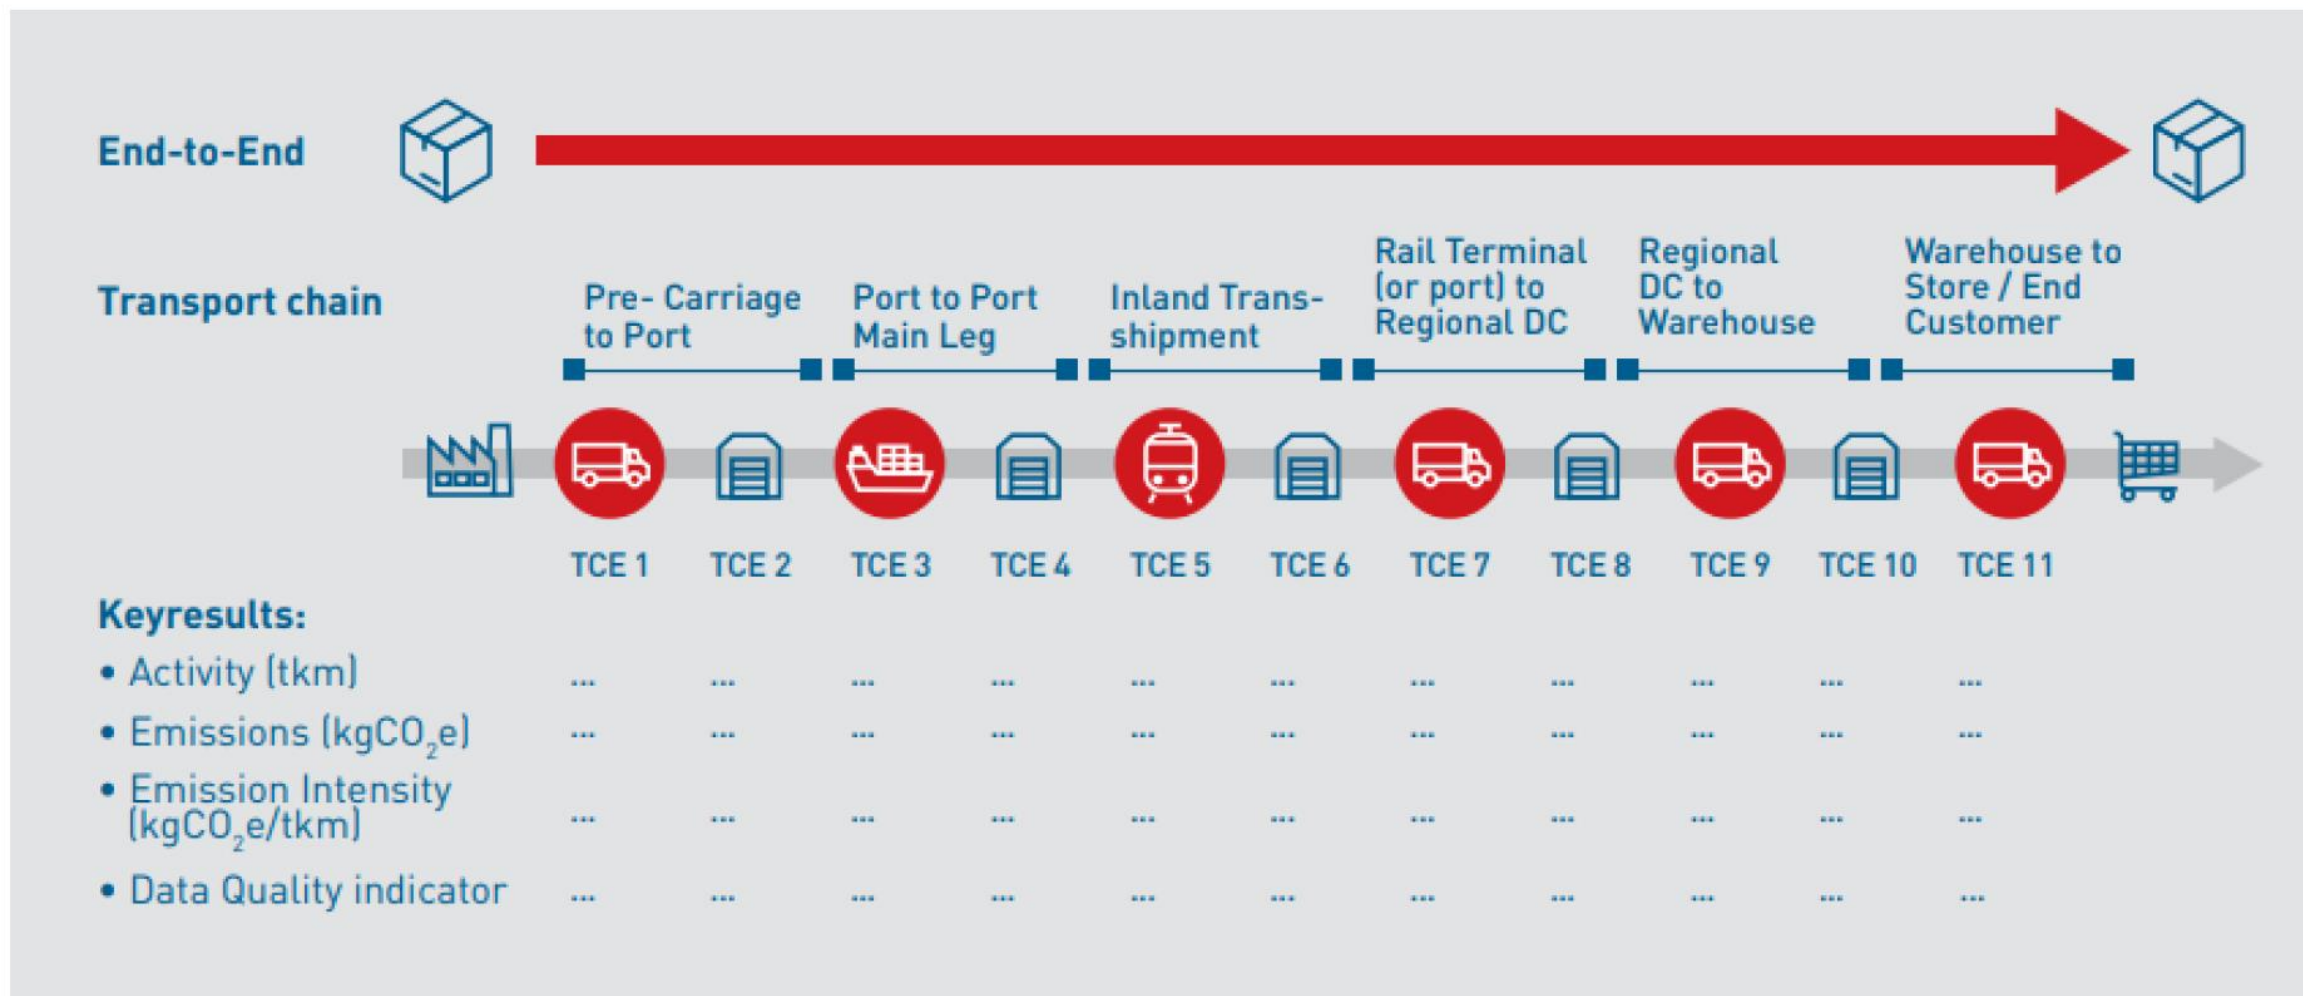 End-to-End
Transport chain
Pre- Carriage
to Port
Port to Port
Main Leg
Inland Trans-
shipment
Rail Terminal
(or port) to
Regional DC
Regional
DC to
Warehouse
Warehouse to
Store / End
Customer
TCE 1 TCE 2 TCE 3 TCE 4 TCE 5 TCE 6 TCE 7 TCE 8 TCE 9 TCE 10 TCE 11
Keyresults:
• Activity (tkm) ... ... ... ... ... ... ... ... ... ... ...
• Emissions (kgCO₂e) ... ... ... ... ... ... ... ... ... ... ...
• Emission Intensity
(kgCO₂e/tkm) ... ... ... ... ... ... ... ... ... ... ...
• Data Quality indicator ... ... ... ... ... ... ... ... ... ... ...